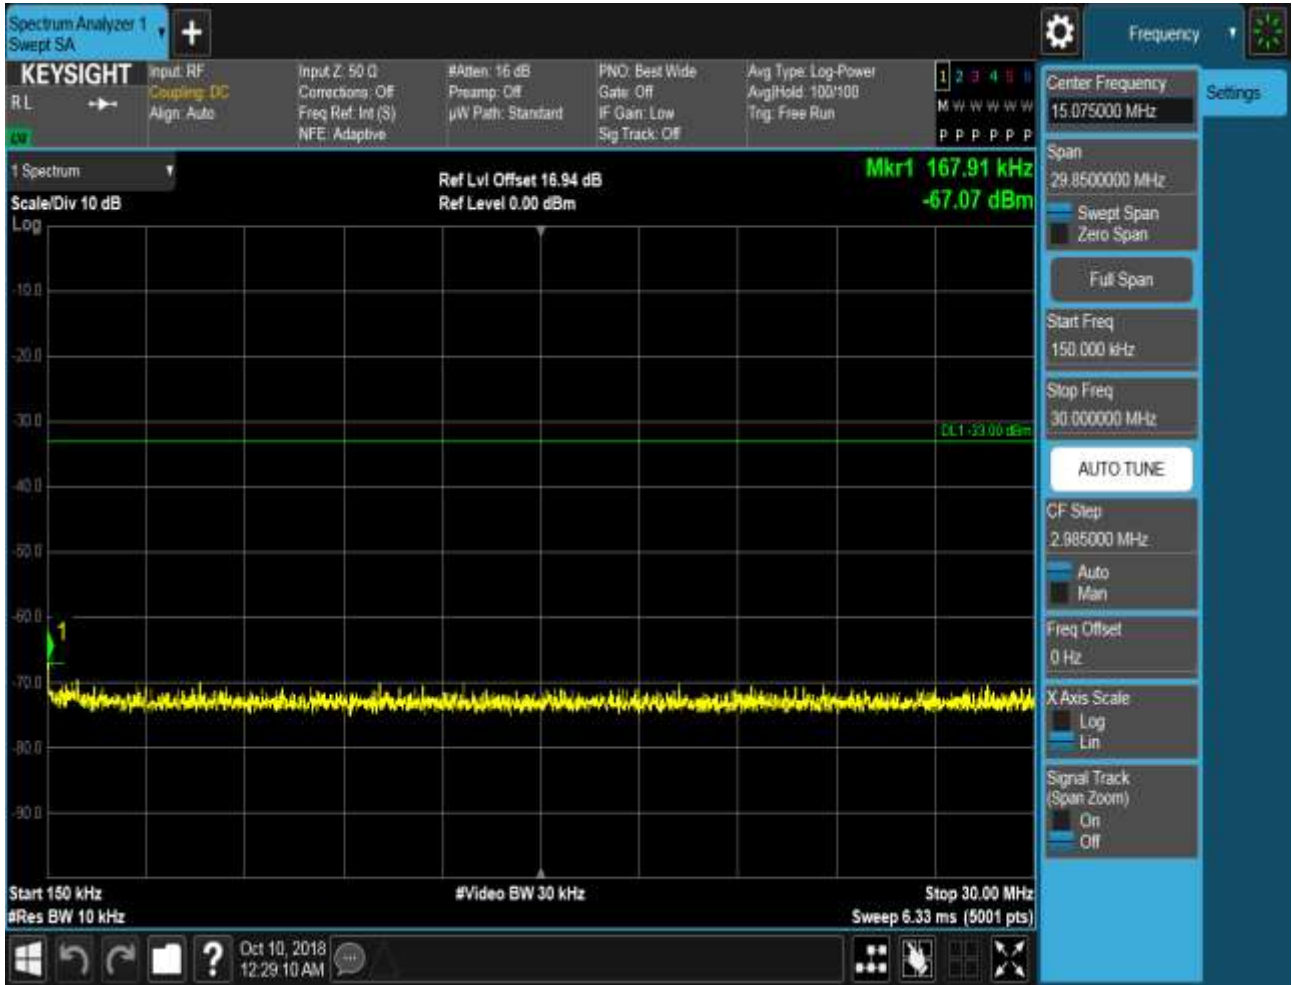 Spectrum Analyzer 1
Swept SA
Frequency
KEYSIGHT
RL
Input: RF
Coupling: DC
Align: Auto
Input Z: 50 Ω
Corrections: Off
Freq Ref: Int (S)
NFE: Adaptive
#Atten: 16 dB
Preamp: Off
µW Path: Standard
PNO: Best Wide
Gate: Off
IF Gain: Low
Sig Track: Off
Avg Type: Log-Power
Avg|Hold: 100/100
Trig: Free Run
1 2 3 4 5 6
M W W W W W
P P P P P P
1 Spectrum
Scale/Div 10 dB
Log
Ref Lvl Offset 16.94 dB
Ref Level 0.00 dBm
Mkr1 167.91 kHz
-67.07 dBm
-10.0
-20.0
-30.0
DL1 -33.00 dBm
-40.0
-50.0
-60.0
1
-70.0
-80.0
-90.0
Start 150 kHz
#Res BW 10 kHz
#Video BW 30 kHz
Stop 30.00 MHz
Sweep 6.33 ms (5001 pts)
Center Frequency
15.075000 MHz
Settings
Span
29.8500000 MHz
Swept Span
Zero Span
Full Span
Start Freq
150.000 kHz
Stop Freq
30.000000 MHz
AUTO TUNE
CF Step
2.985000 MHz
Auto
Man
Freq Offset
0 Hz
X Axis Scale
Log
Lin
Signal Track
(Span Zoom)
On
Off
?
Oct 10, 2018
12:29:10 AM